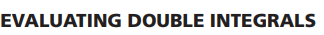 EVALUATING DOUBLE INTEGRALS